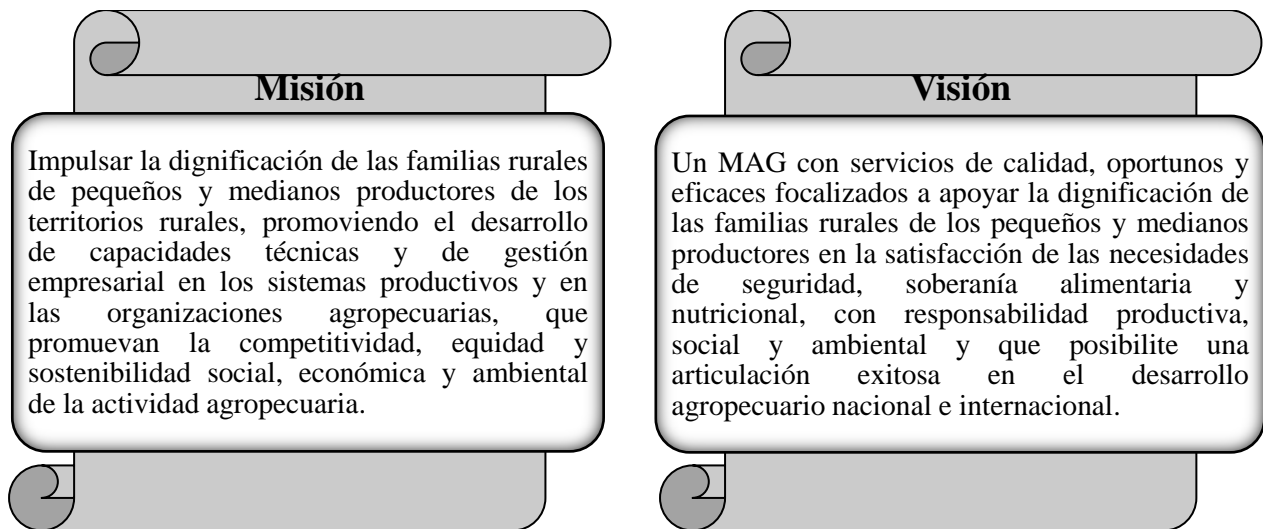 Misión
Impulsar la dignificación de las familias rurales
de pequeños y medianos productores de los
territorios rurales, promoviendo el desarrollo
de capacidades técnicas y de gestión
empresarial en los sistemas productivos y en
las organizaciones agropecuarias, que
promuevan la competitividad, equidad y
sostenibilidad social, económica y ambiental
de la actividad agropecuaria.
Visión
Un MAG con servicios de calidad, oportunos y
eficaces focalizados a apoyar la dignificación de
las familias rurales de los pequeños y medianos
productores en la satisfacción de las necesidades
de seguridad, soberanía alimentaria y
nutricional, con responsabilidad productiva,
social y ambiental y que posibilite una
articulación exitosa en el desarrollo
agropecuario nacional e internacional.